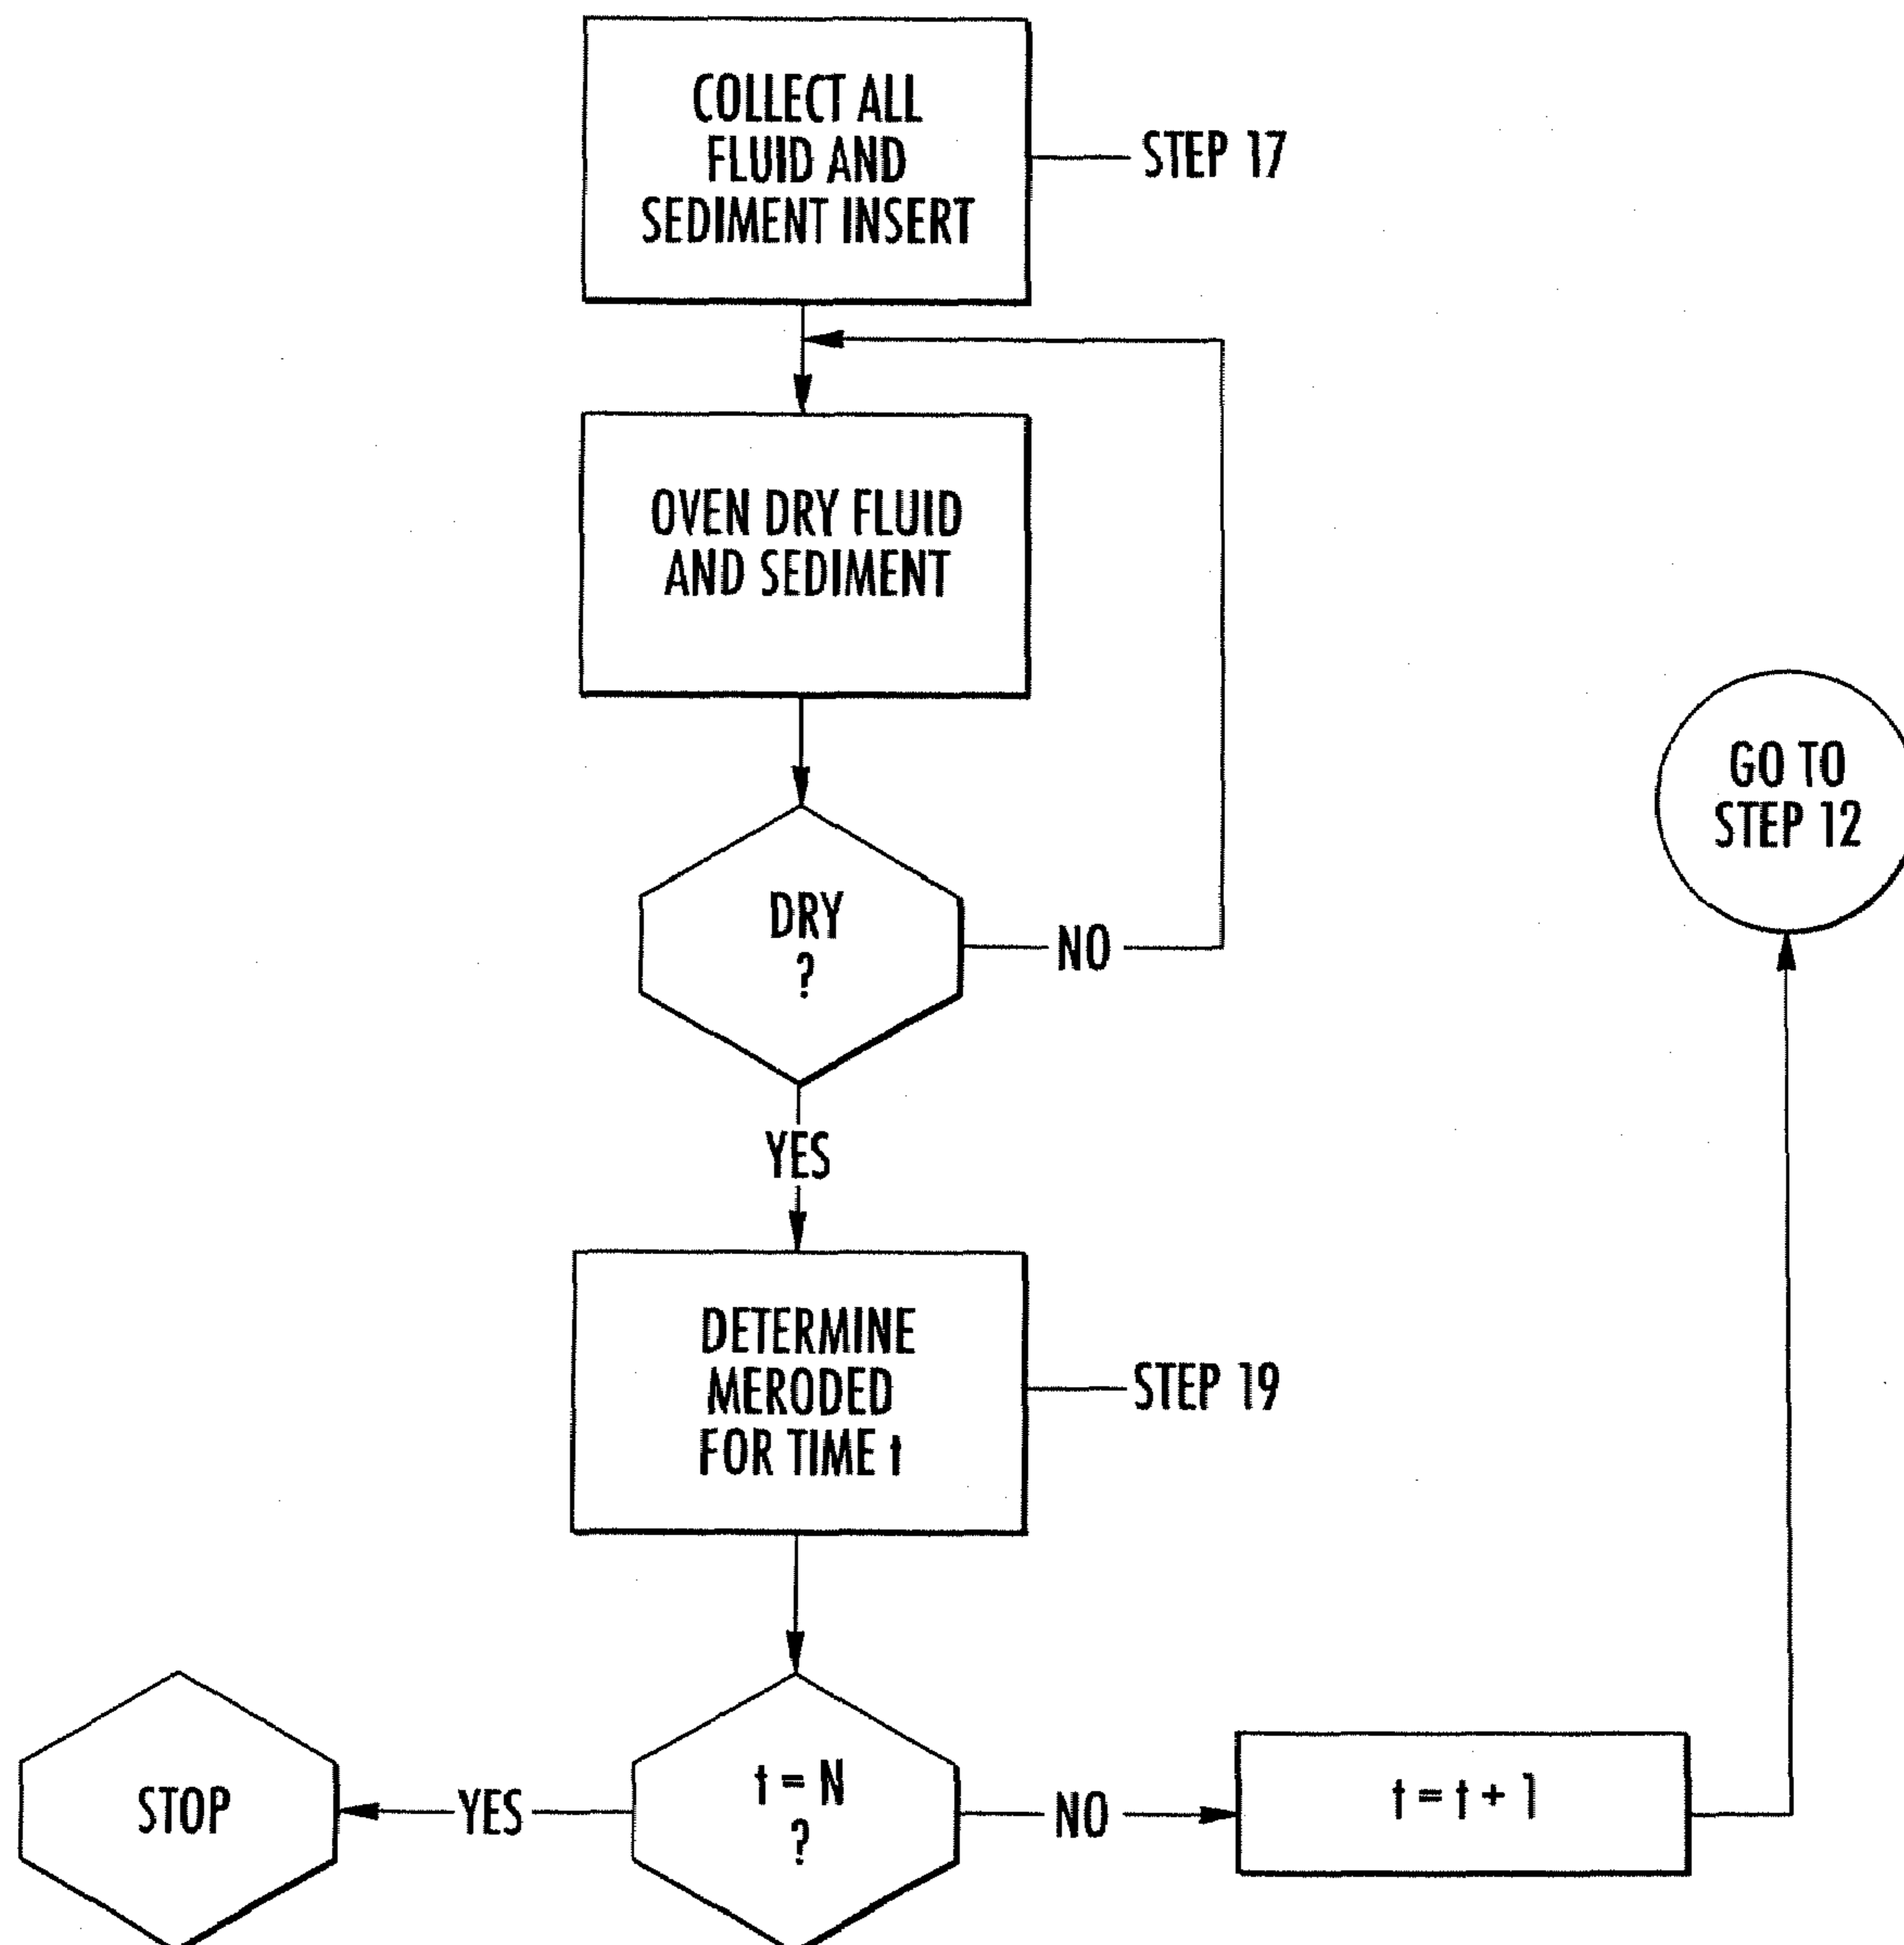 COLLECT ALL
FLUID AND
SEDIMENT INSERT
STEP 17
OVEN DRY FLUID
AND SEDIMENT
GO TO
STEP 12
DRY
?
NO
YES
DETERMINE
MERODED
FOR TIME t
STEP 19
STOP
YES
t = N
?
NO
t = t + 1